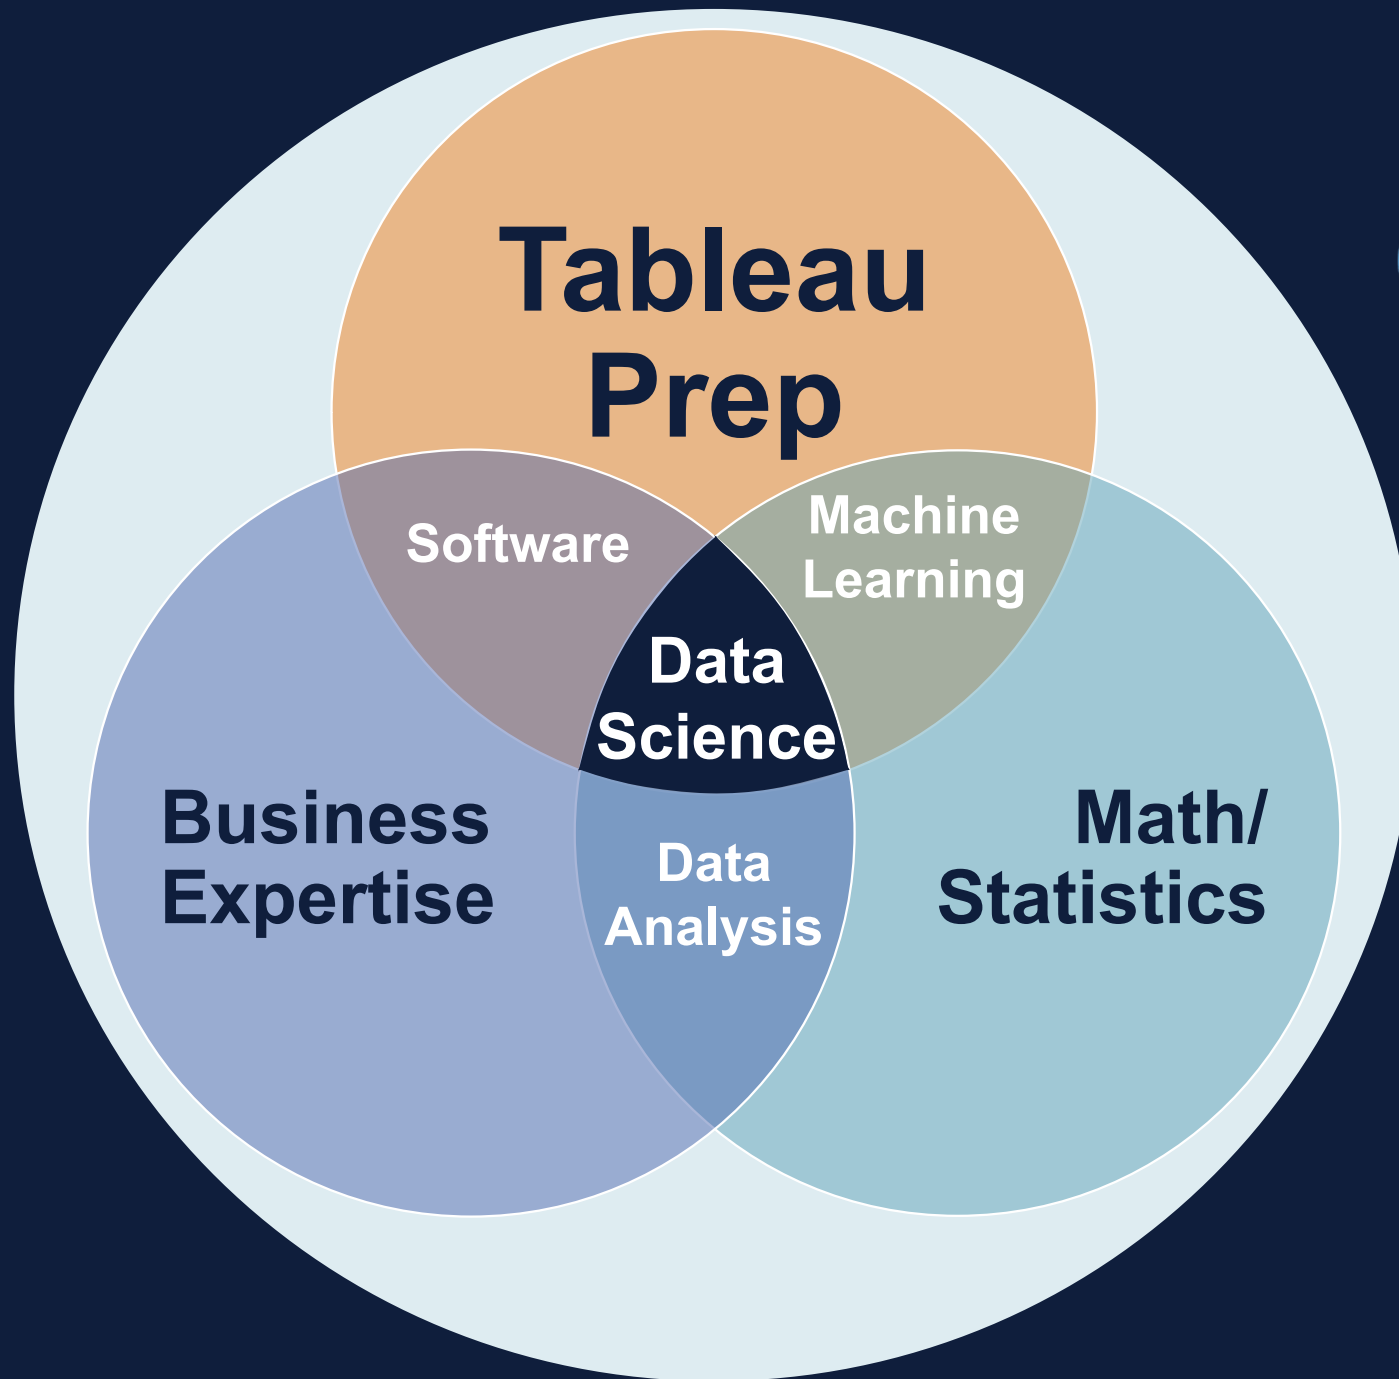 Tableau
Prep
Software
Machine
Learning
Data
Science
Business
Expertise
Math/
Statistics
Data
Analysis